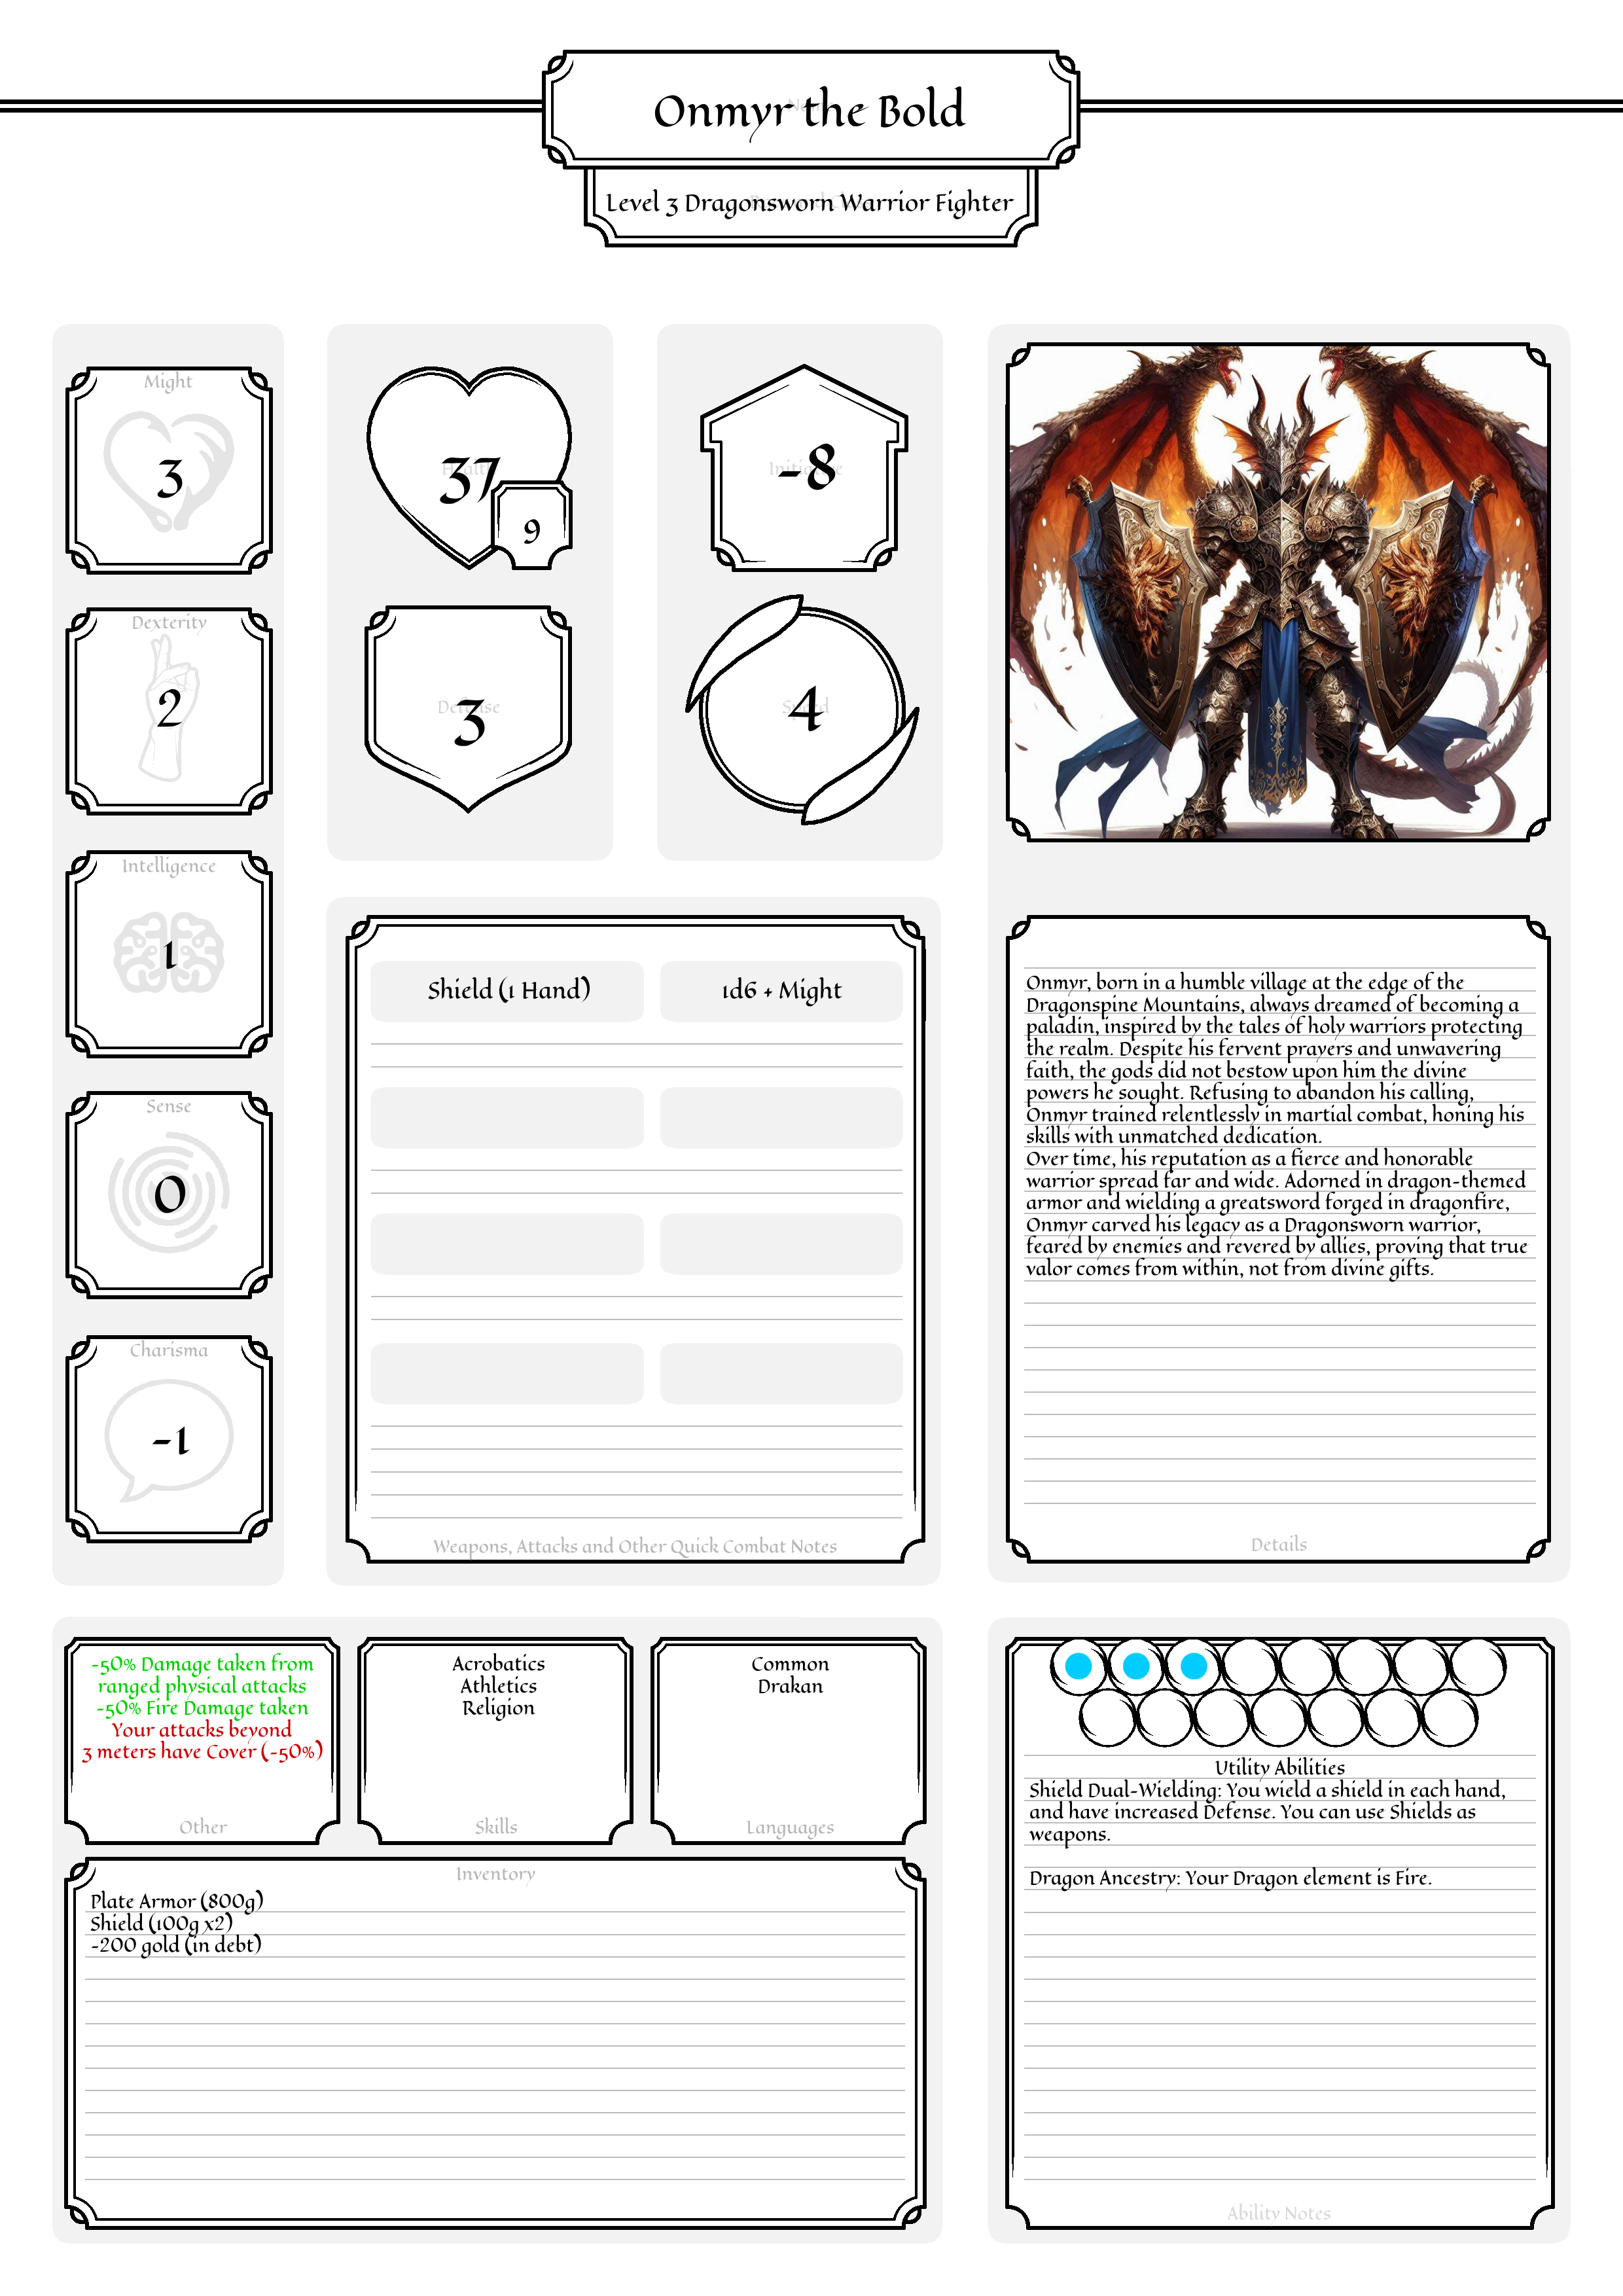 Onmyr the Bold
Level 3 Dragonsworn Warrior Fighter
Might
3
Dexterity
2
Intelligence
1
Sense
0
Charisma
-1
Health
37
9
Defense
3
Initiative
-8
Speed
4
Shield (1 Hand)
1d6 + Might
Weapons, Attacks and Other Quick Combat Notes
Onmyr, born in a humble village at the edge of the
Dragonspine Mountains, always dreamed of becoming a
paladin, inspired by the tales of holy warriors protecting
the realm. Despite his fervent prayers and unwavering
faith, the gods did not bestow upon him the divine
powers he sought. Refusing to abandon his calling,
Onmyr trained relentlessly in martial combat, honing his
skills with unmatched dedication.
Over time, his reputation as a fierce and honorable
warrior spread far and wide. Adorned in dragon-themed
armor and wielding a greatsword forged in dragonfire,
Onmyr carved his legacy as a Dragonsworn warrior,
feared by enemies and revered by allies, proving that true
valor comes from within, not from divine gifts.
Details
-50% Damage taken from
ranged physical attacks
-50% Fire Damage taken
Your attacks beyond
3 meters have Cover (-50%)
Other
Acrobatics
Athletics
Religion
Skills
Common
Drakan
Languages
Inventory
Plate Armor (800g)
Shield (100g x2)
-200 gold (in debt)
Utility Abilities
Shield Dual-Wielding: You wield a shield in each hand,
and have increased Defense. You can use Shields as
weapons.
Dragon Ancestry: Your Dragon element is Fire.
Ability Notes